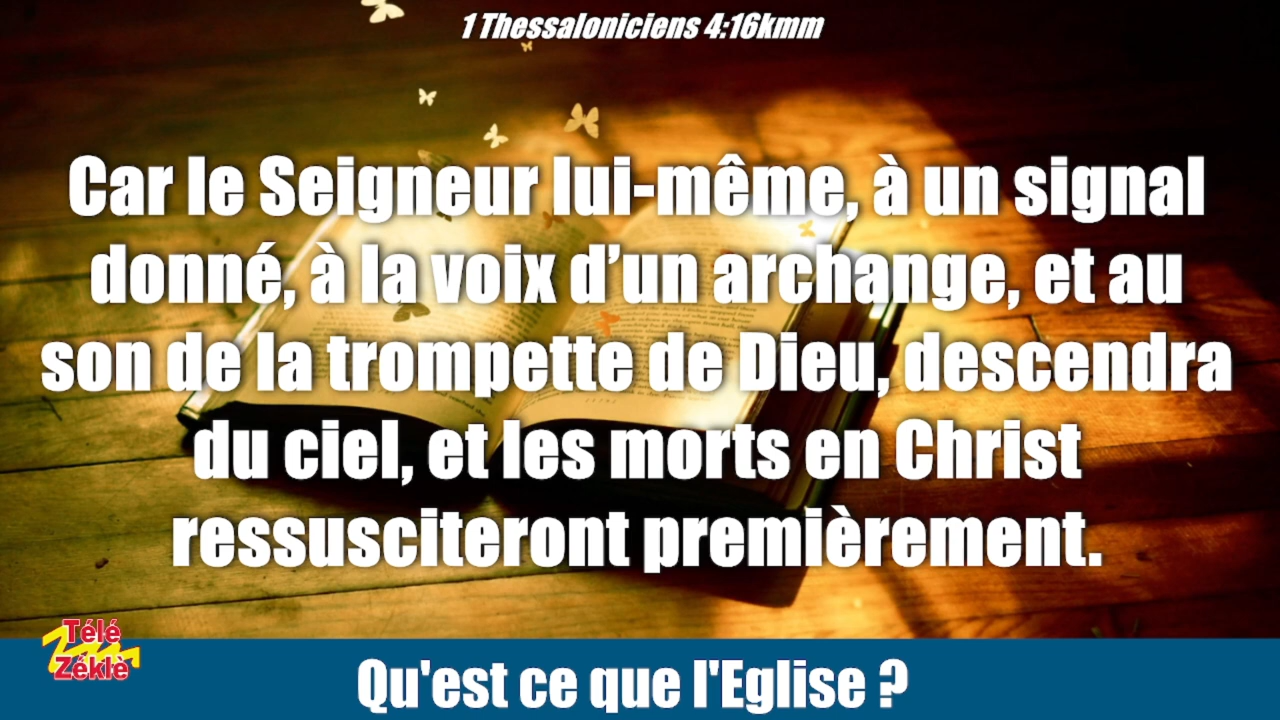 1 Thessaloniciens 4:16kmm
Car le Seigneur lui-même, à un signal
donné, à la voix d’un archange, et au
son de la trompette de Dieu, descendra
du ciel, et les morts en Christ
ressusciteront premièrement.
Télé
Zéklè
Qu'est ce que l'Eglise ?